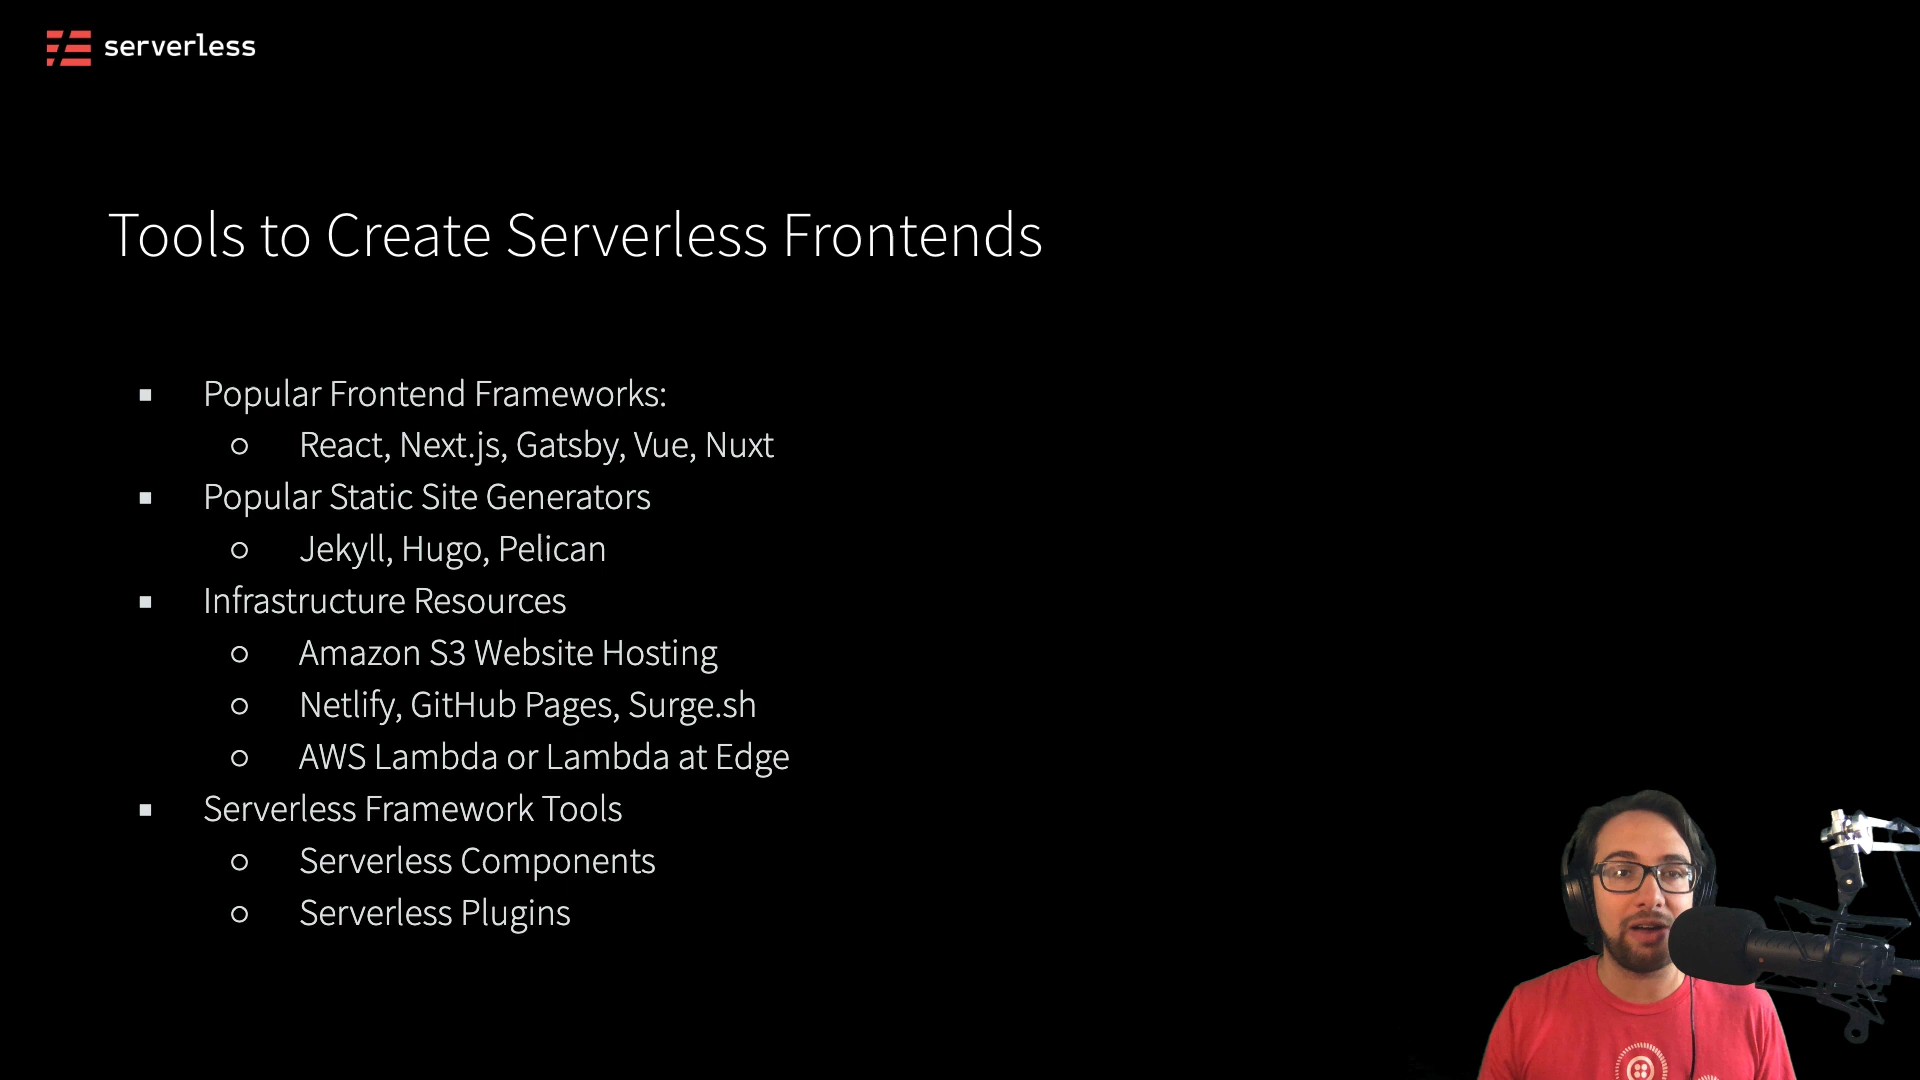 serverless
Tools to Create Serverless Frontends
Popular Frontend Frameworks:
React, Next.js, Gatsby, Vue, Nuxt
Popular Static Site Generators
Jekyll, Hugo, Pelican
Infrastructure Resources
Amazon S3 Website Hosting
Netlify, GitHub Pages, Surge.sh
AWS Lambda or Lambda at Edge
Serverless Framework Tools
Serverless Components
Serverless Plugins